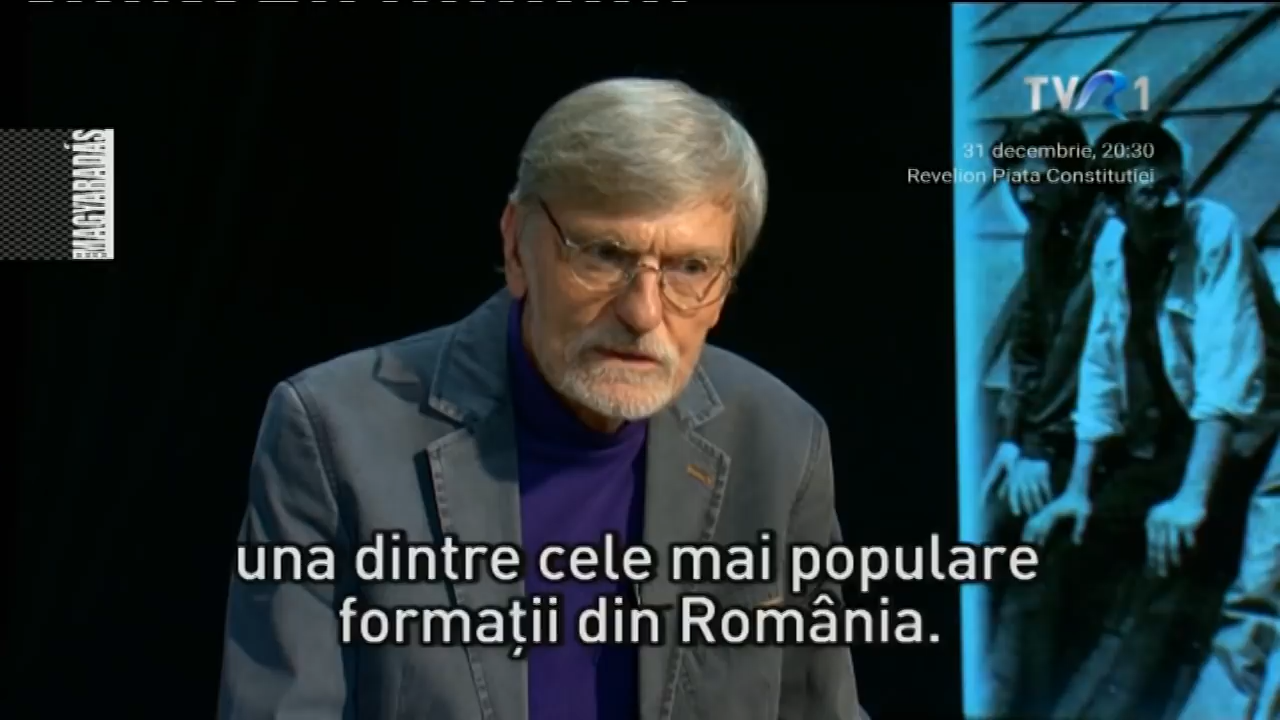 TVR1
31 decembrie, 20:30
Revelion Piata Constitutiei
MAGYARADÁS
una dintre cele mai populare
formații din România.